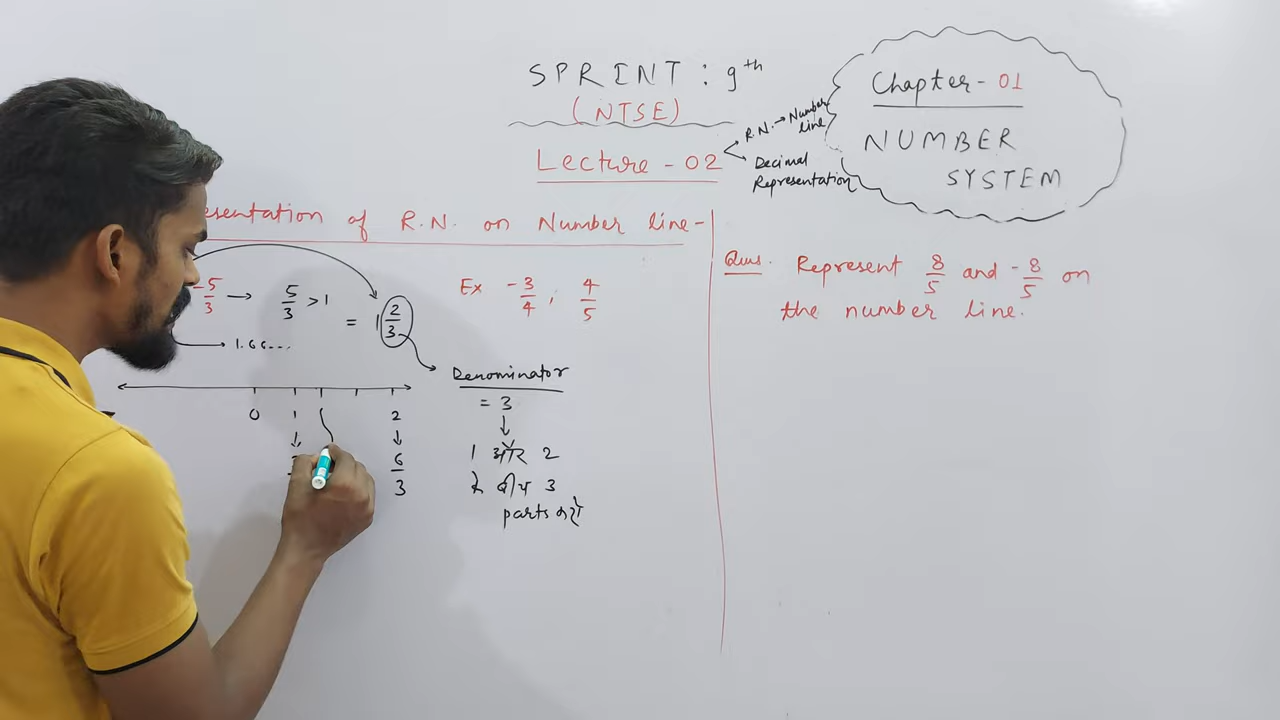 SPRINT : 9th
(NTSE)
Lecture - 02
R.N. → Number line
Decimal Representation
Chapter - 01
NUMBER
SYSTEM
esentation of R.N. on Number line -
-5/3 → 5/3 > 1
= 1 2/3
1.66...
Ex -3/4 , 4/5
0 1 2
6/3
Denominator
= 3
↓
1 और 2
के बीच 3
parts करो
Ques. Represent 8/5 and -8/5 on
the number line.